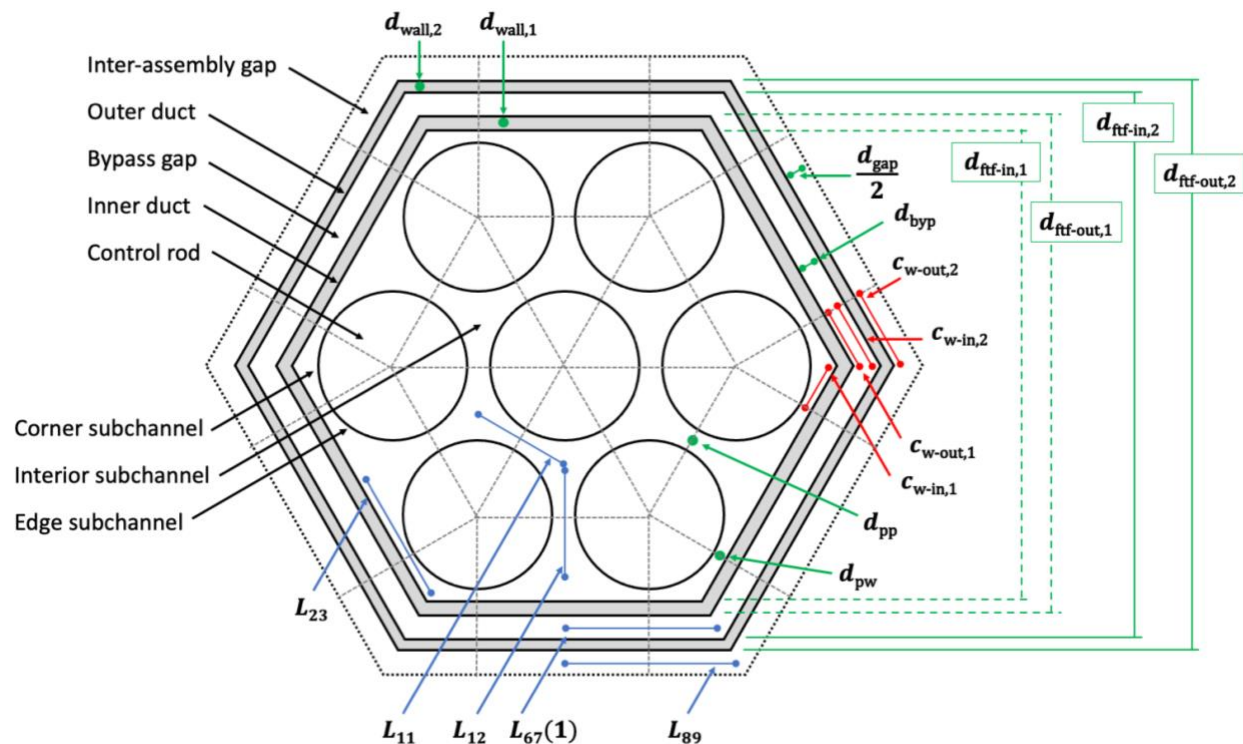 d_wall,2
d_wall,1
Inter-assembly gap
Outer duct
Bypass gap
Inner duct
Control rod
Corner subchannel
Interior subchannel
Edge subchannel
d_ftf-in,2
d_ftf-in,1
d_ftf-out,2
d_ftf-out,1
d_gap
2
d_byp
c_w-out,2
c_w-in,2
c_w-out,1
c_w-in,1
d_pp
d_pw
L_23
L_11
L_12
L_67(1)
L_89